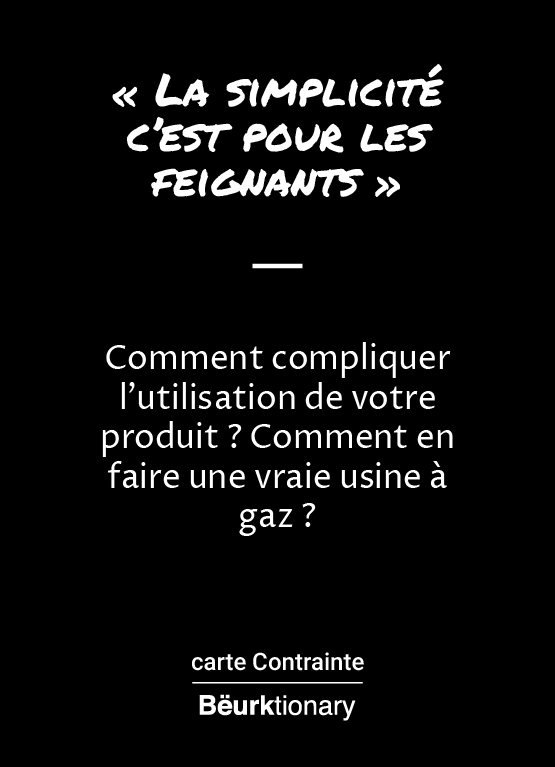 « La simplicité
c’est pour les
feignants »
Comment compliquer
l’utilisation de votre
produit ? Comment en
faire une vraie usine à
gaz ?
carte Contrainte
Bëurktionary